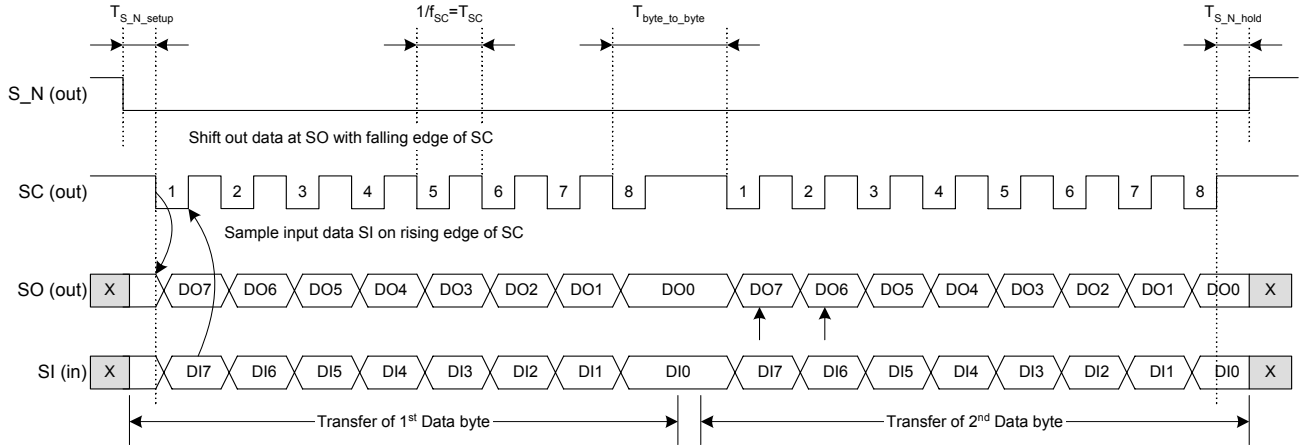 T_S_N_setup 1/f_SC=T_SC T_byte_to_byte T_S_N_hold
S_N (out)
Shift out data at SO with falling edge of SC
SC (out) 1 2 3 4 5 6 7 8 1 2 3 4 5 6 7 8
Sample input data SI on rising edge of SC
SO (out) X DO7 DO6 DO5 DO4 DO3 DO2 DO1 DO0 DO7 DO6 DO5 DO4 DO3 DO2 DO1 DO0 X
SI (in) X DI7 DI6 DI5 DI4 DI3 DI2 DI1 DI0 DI7 DI6 DI5 DI4 DI3 DI2 DI1 DI0 X
Transfer of 1st Data byte Transfer of 2nd Data byte